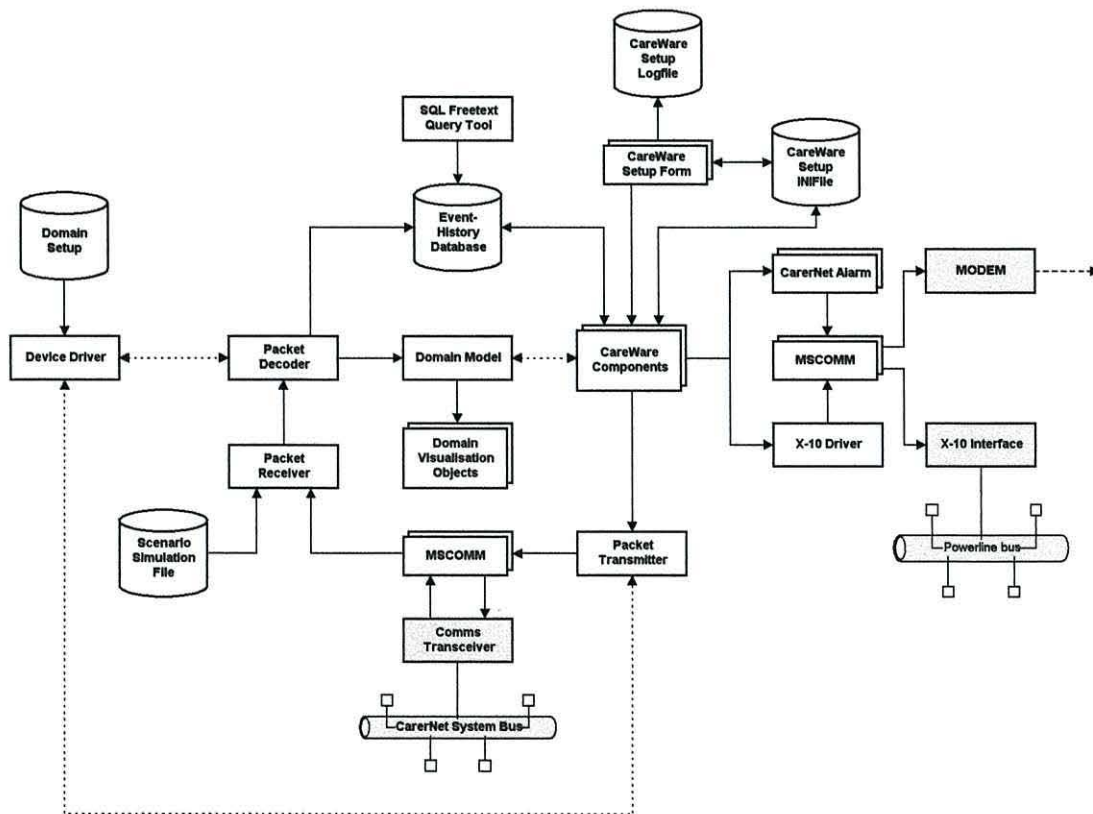 CareWare
Setup
Logfile
SQL Freetext
Query Tool
CareWare
Setup Form
CareWare
Setup
INIFile
Domain
Setup
Event-
History
Database
CarerNet Alarm
MODEM
Device Driver
Packet
Decoder
Domain Model
CareWare
Components
MSCOMM
Packet
Receiver
Domain
Visualisation
Objects
X-10 Driver
X-10 Interface
Scenario
Simulation
File
MSCOMM
Packet
Transmitter
Powerline bus
Comms
Transceiver
CarerNet System Bus